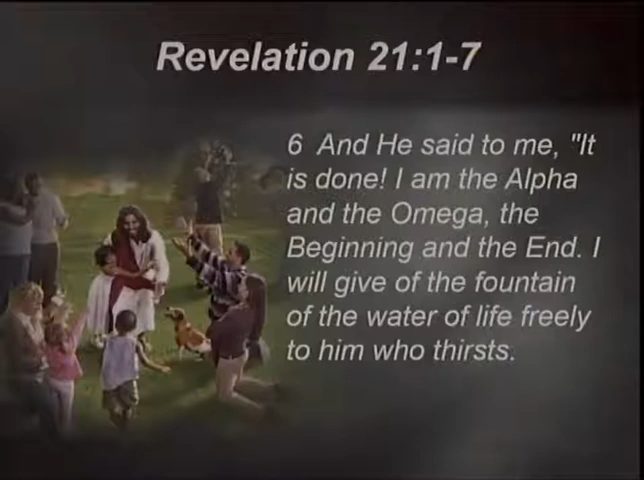 Revelation 21:1-7
6 And He said to me, "It
is done! I am the Alpha
and the Omega, the
Beginning and the End. I
will give of the fountain
of the water of life freely
to him who thirsts.